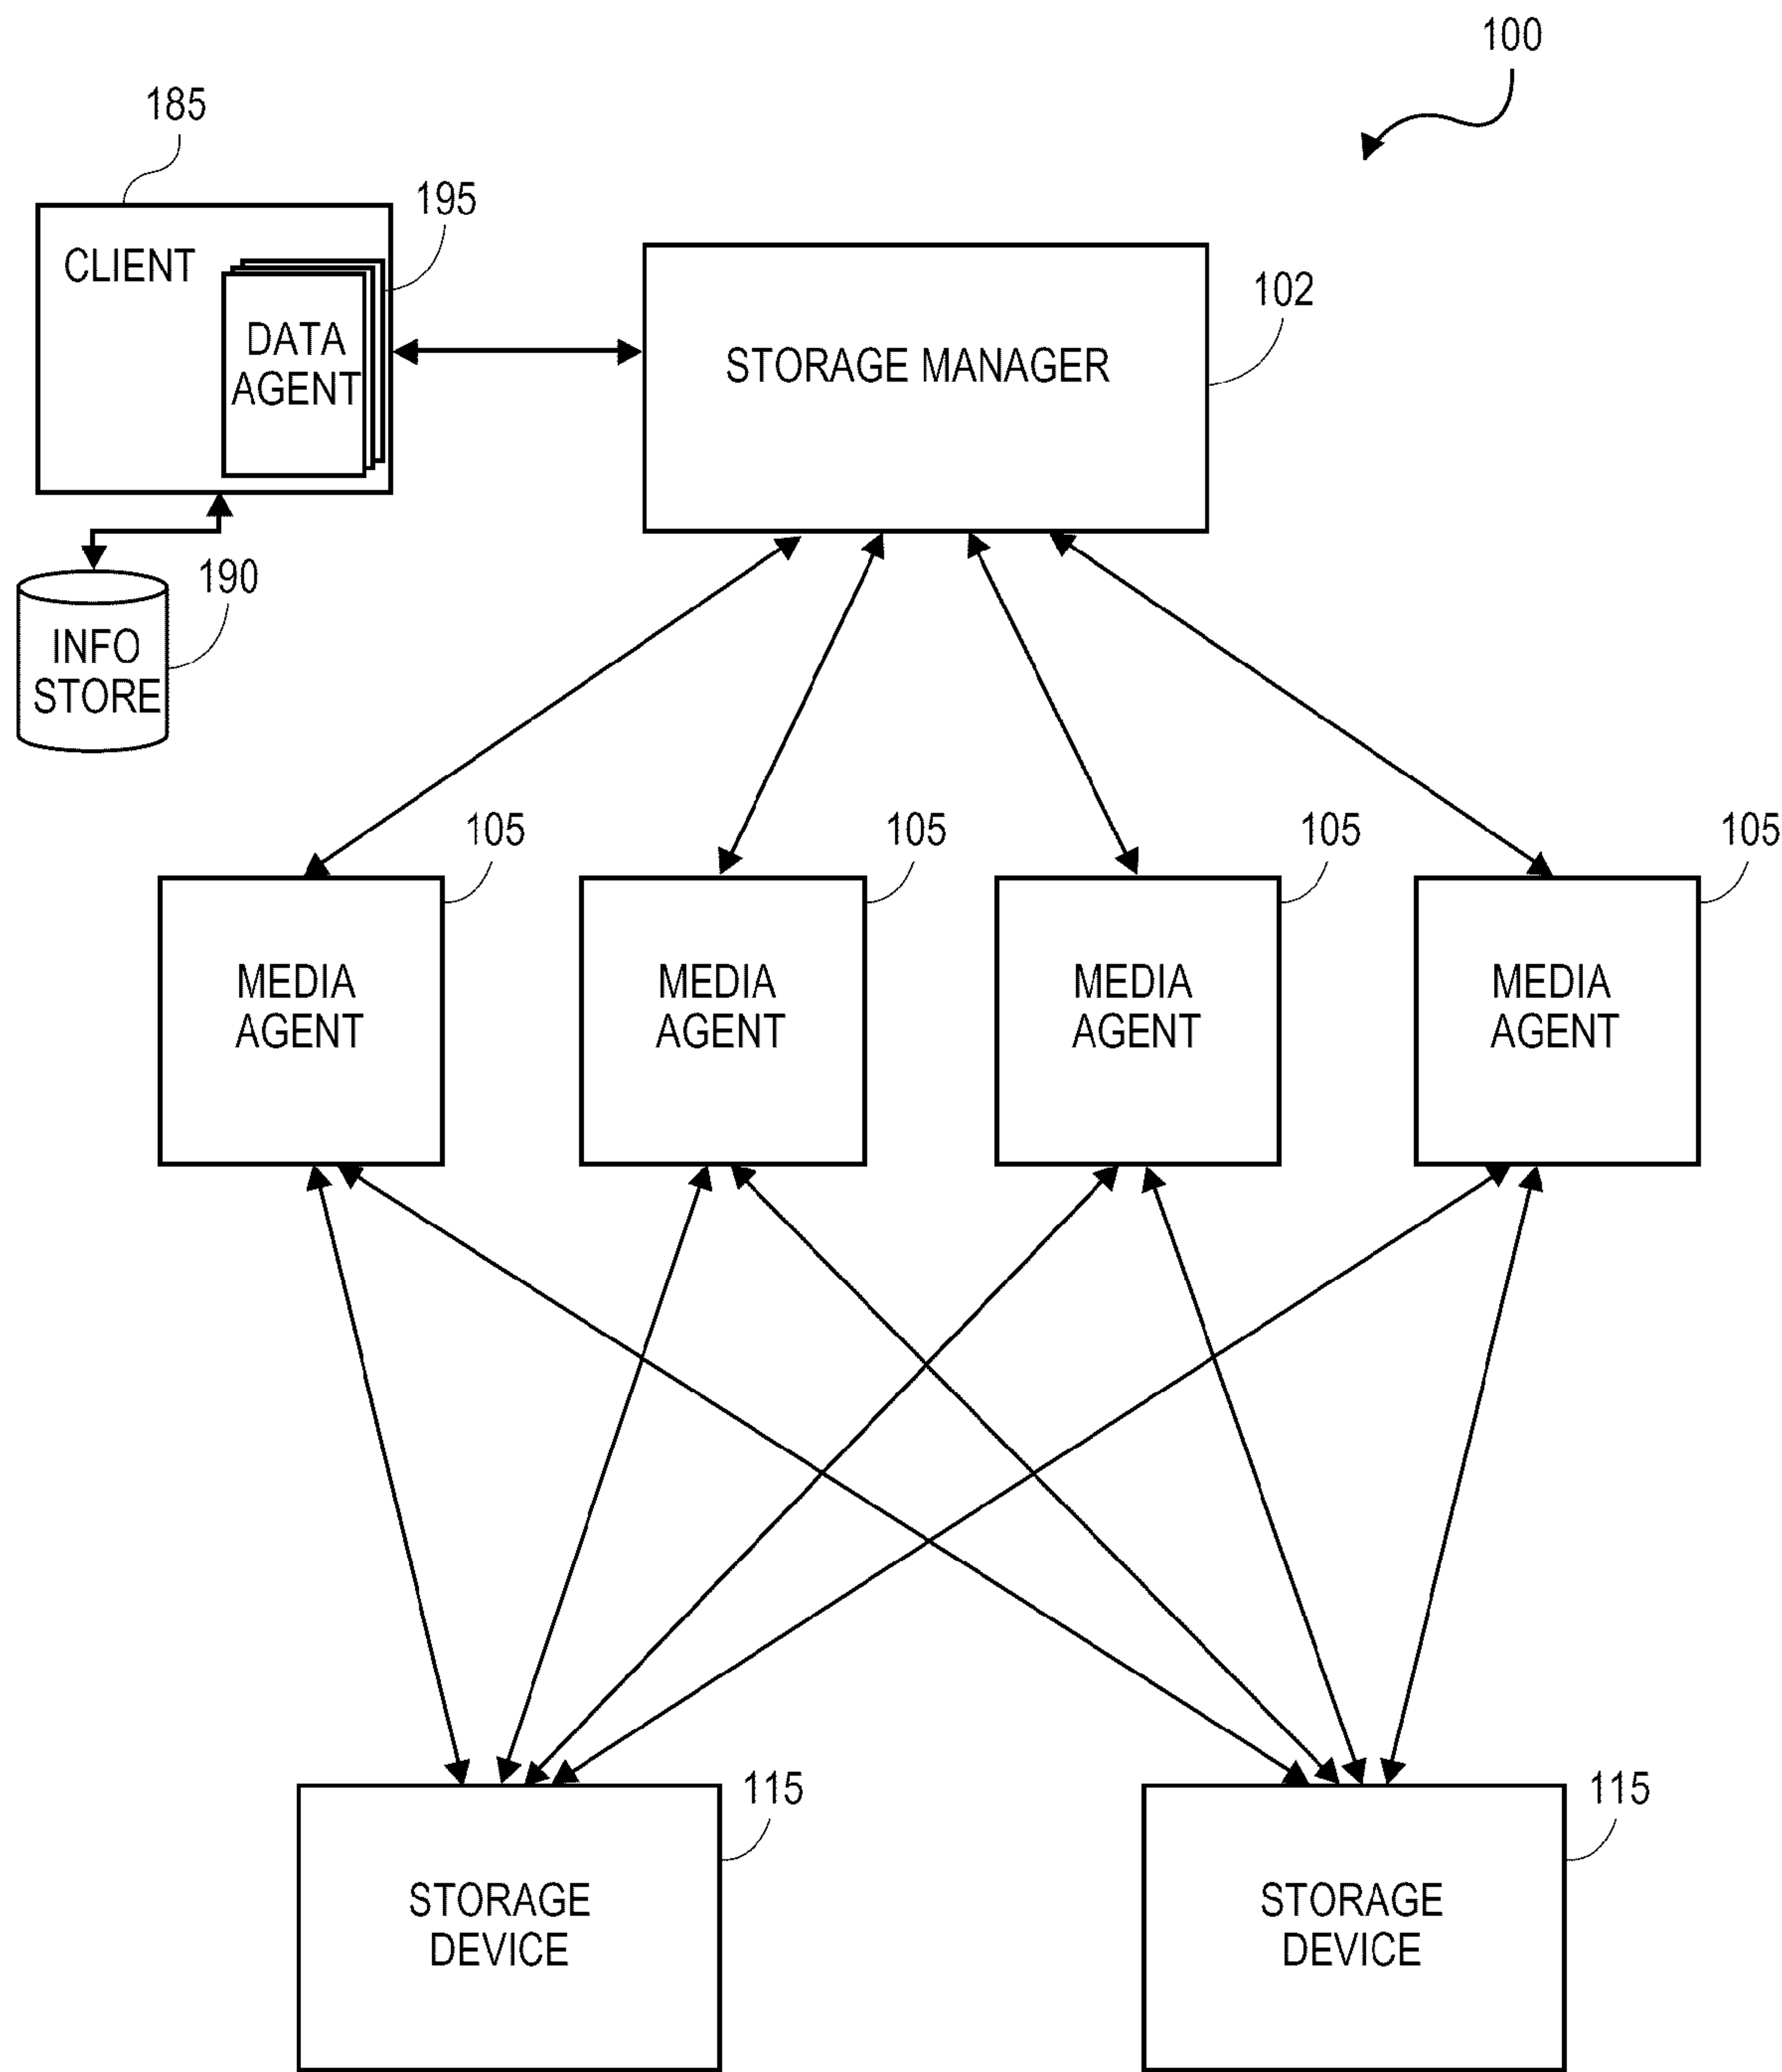 100
185
195
CLIENT
DATA
AGENT
STORAGE MANAGER
102
190
INFO
STORE
105
105
105
105
MEDIA
AGENT
MEDIA
AGENT
MEDIA
AGENT
MEDIA
AGENT
115
115
STORAGE
DEVICE
STORAGE
DEVICE